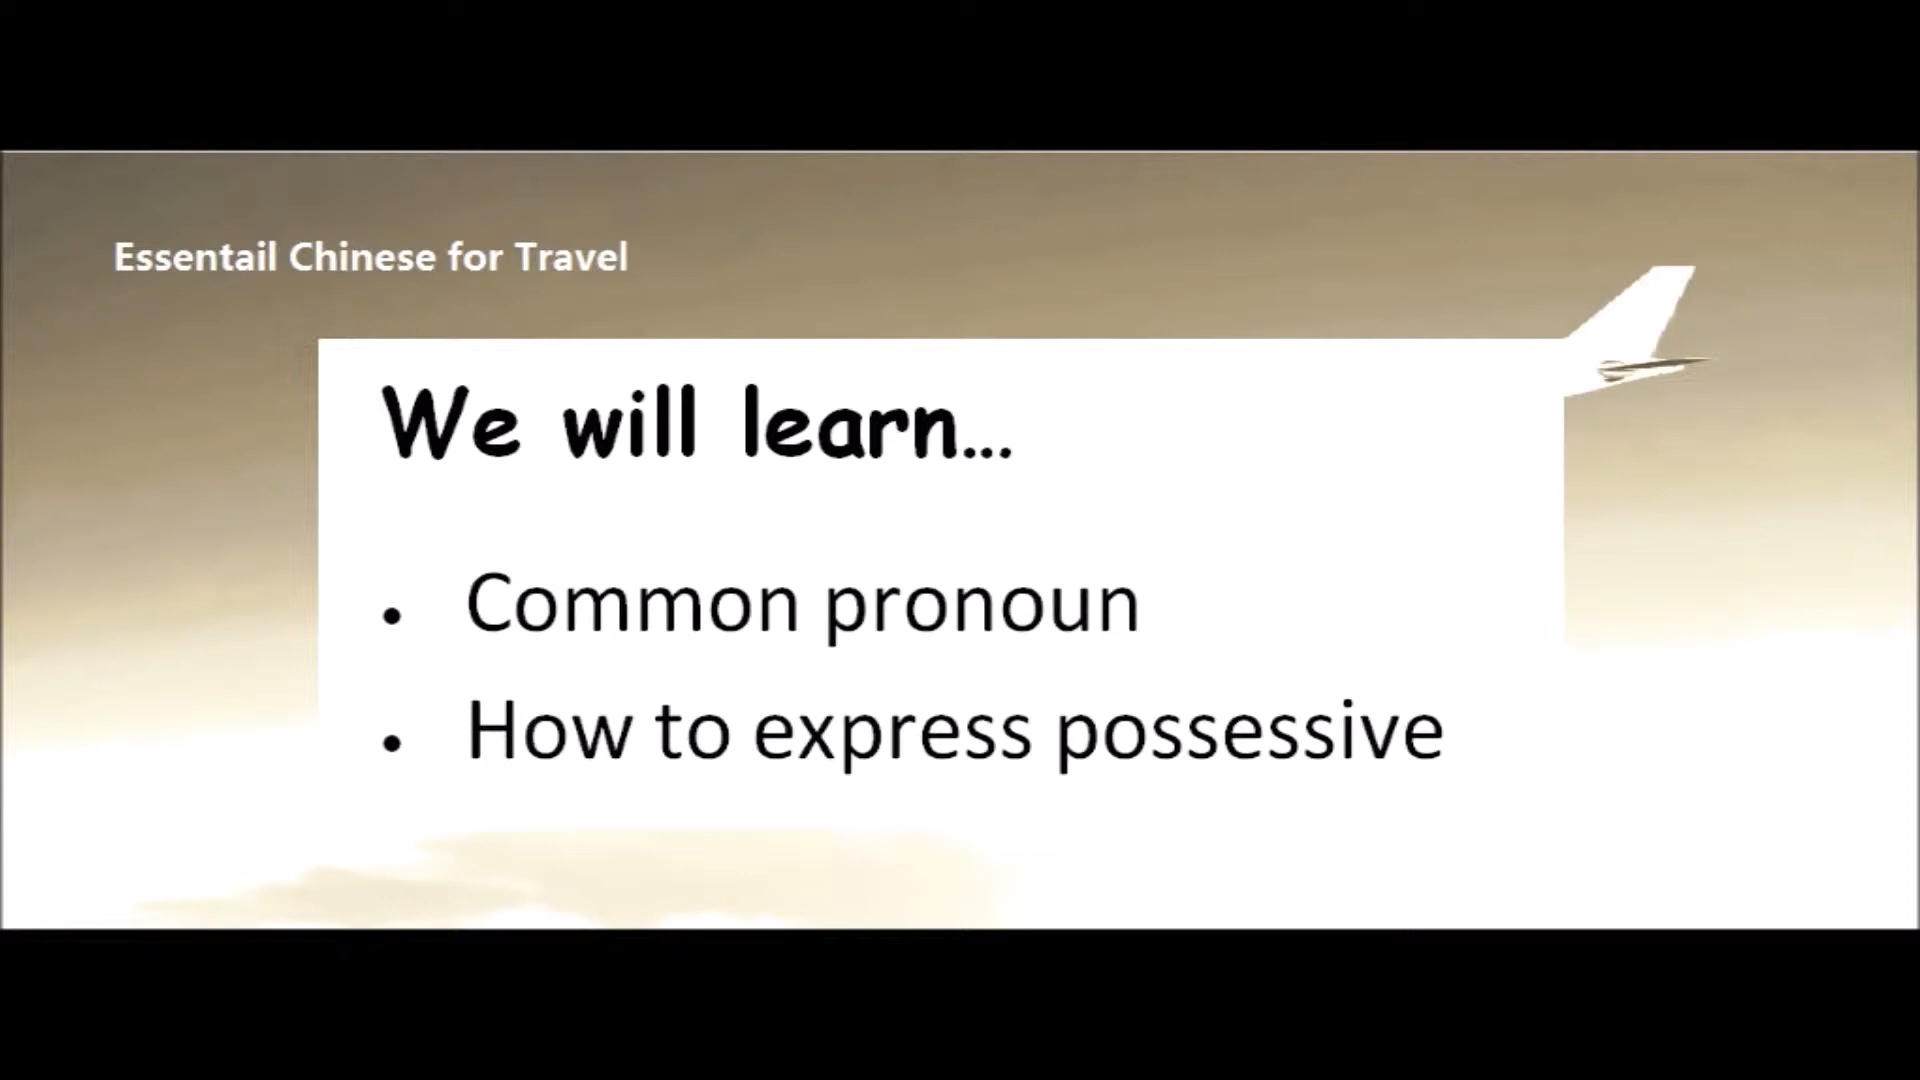 Essentail Chinese for Travel
We will learn...
• Common pronoun
• How to express possessive